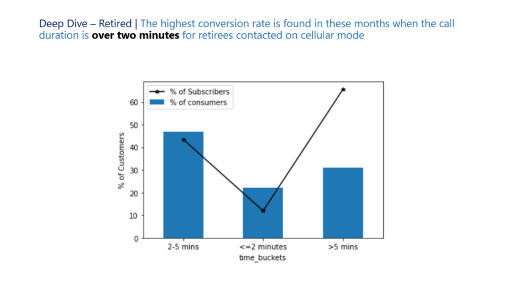 Deep Dive – Retired | The highest conversion rate is found in these months when the call
duration is over two minutes for retirees contacted on cellular mode
% of Subscribers
% of consumers
60
50
40
30
20
10
0
% of Customers
2-5 mins
<=2 minutes
>5 mins
time_buckets